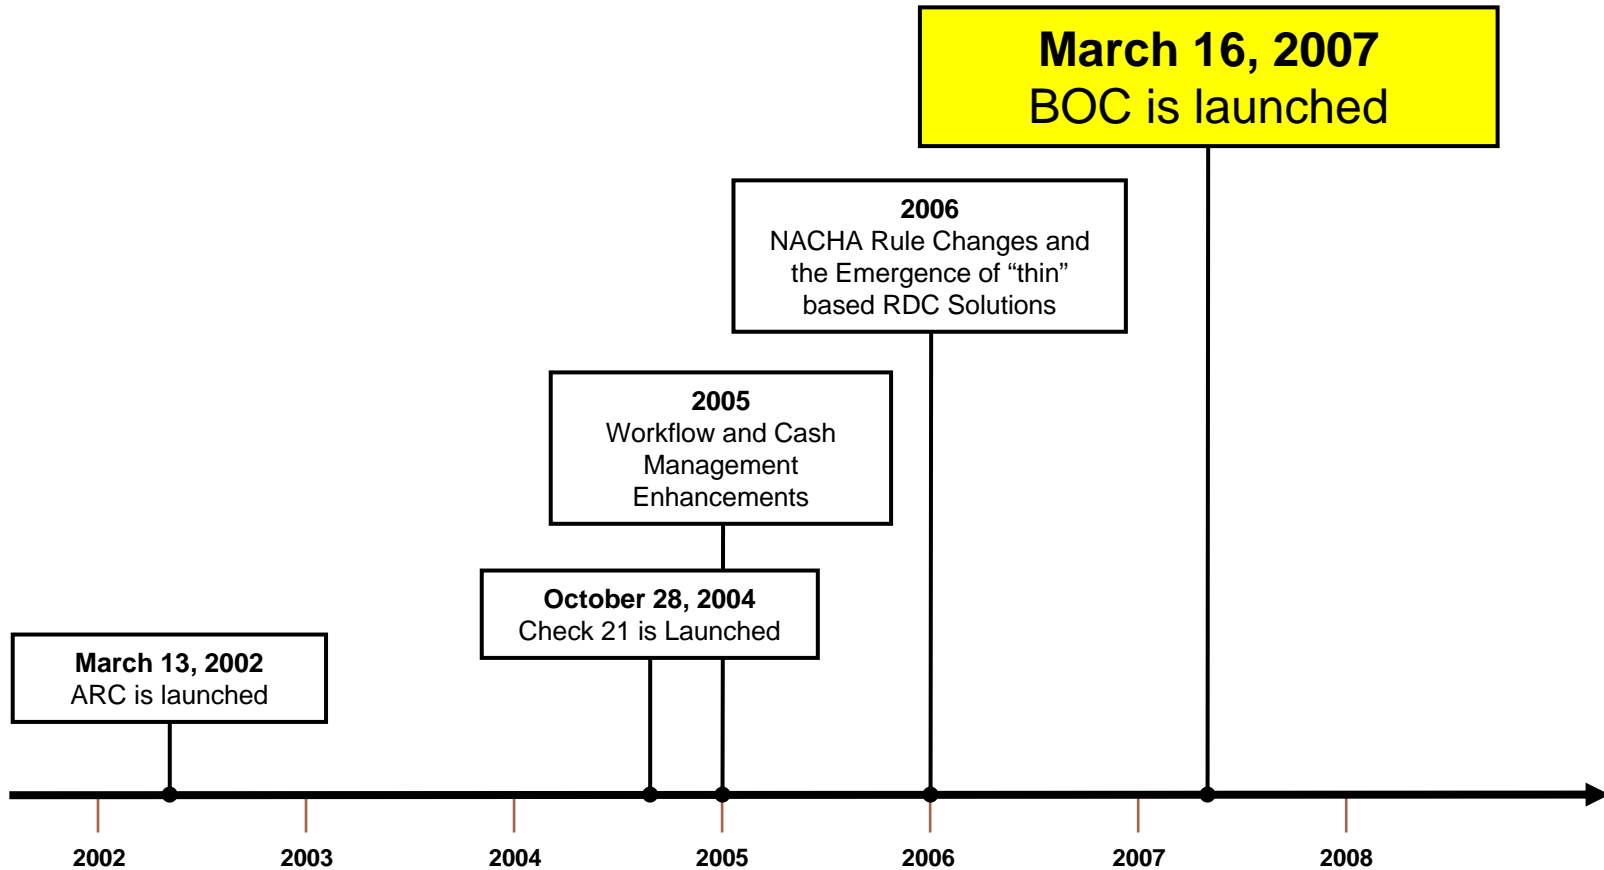 March 16, 2007
BOC is launched
2006
NACHA Rule Changes and
the Emergence of “thin”
based RDC Solutions
2005
Workflow and Cash
Management
Enhancements
October 28, 2004
Check 21 is Launched
March 13, 2002
ARC is launched
2002 2003 2004 2005 2006 2007 2008